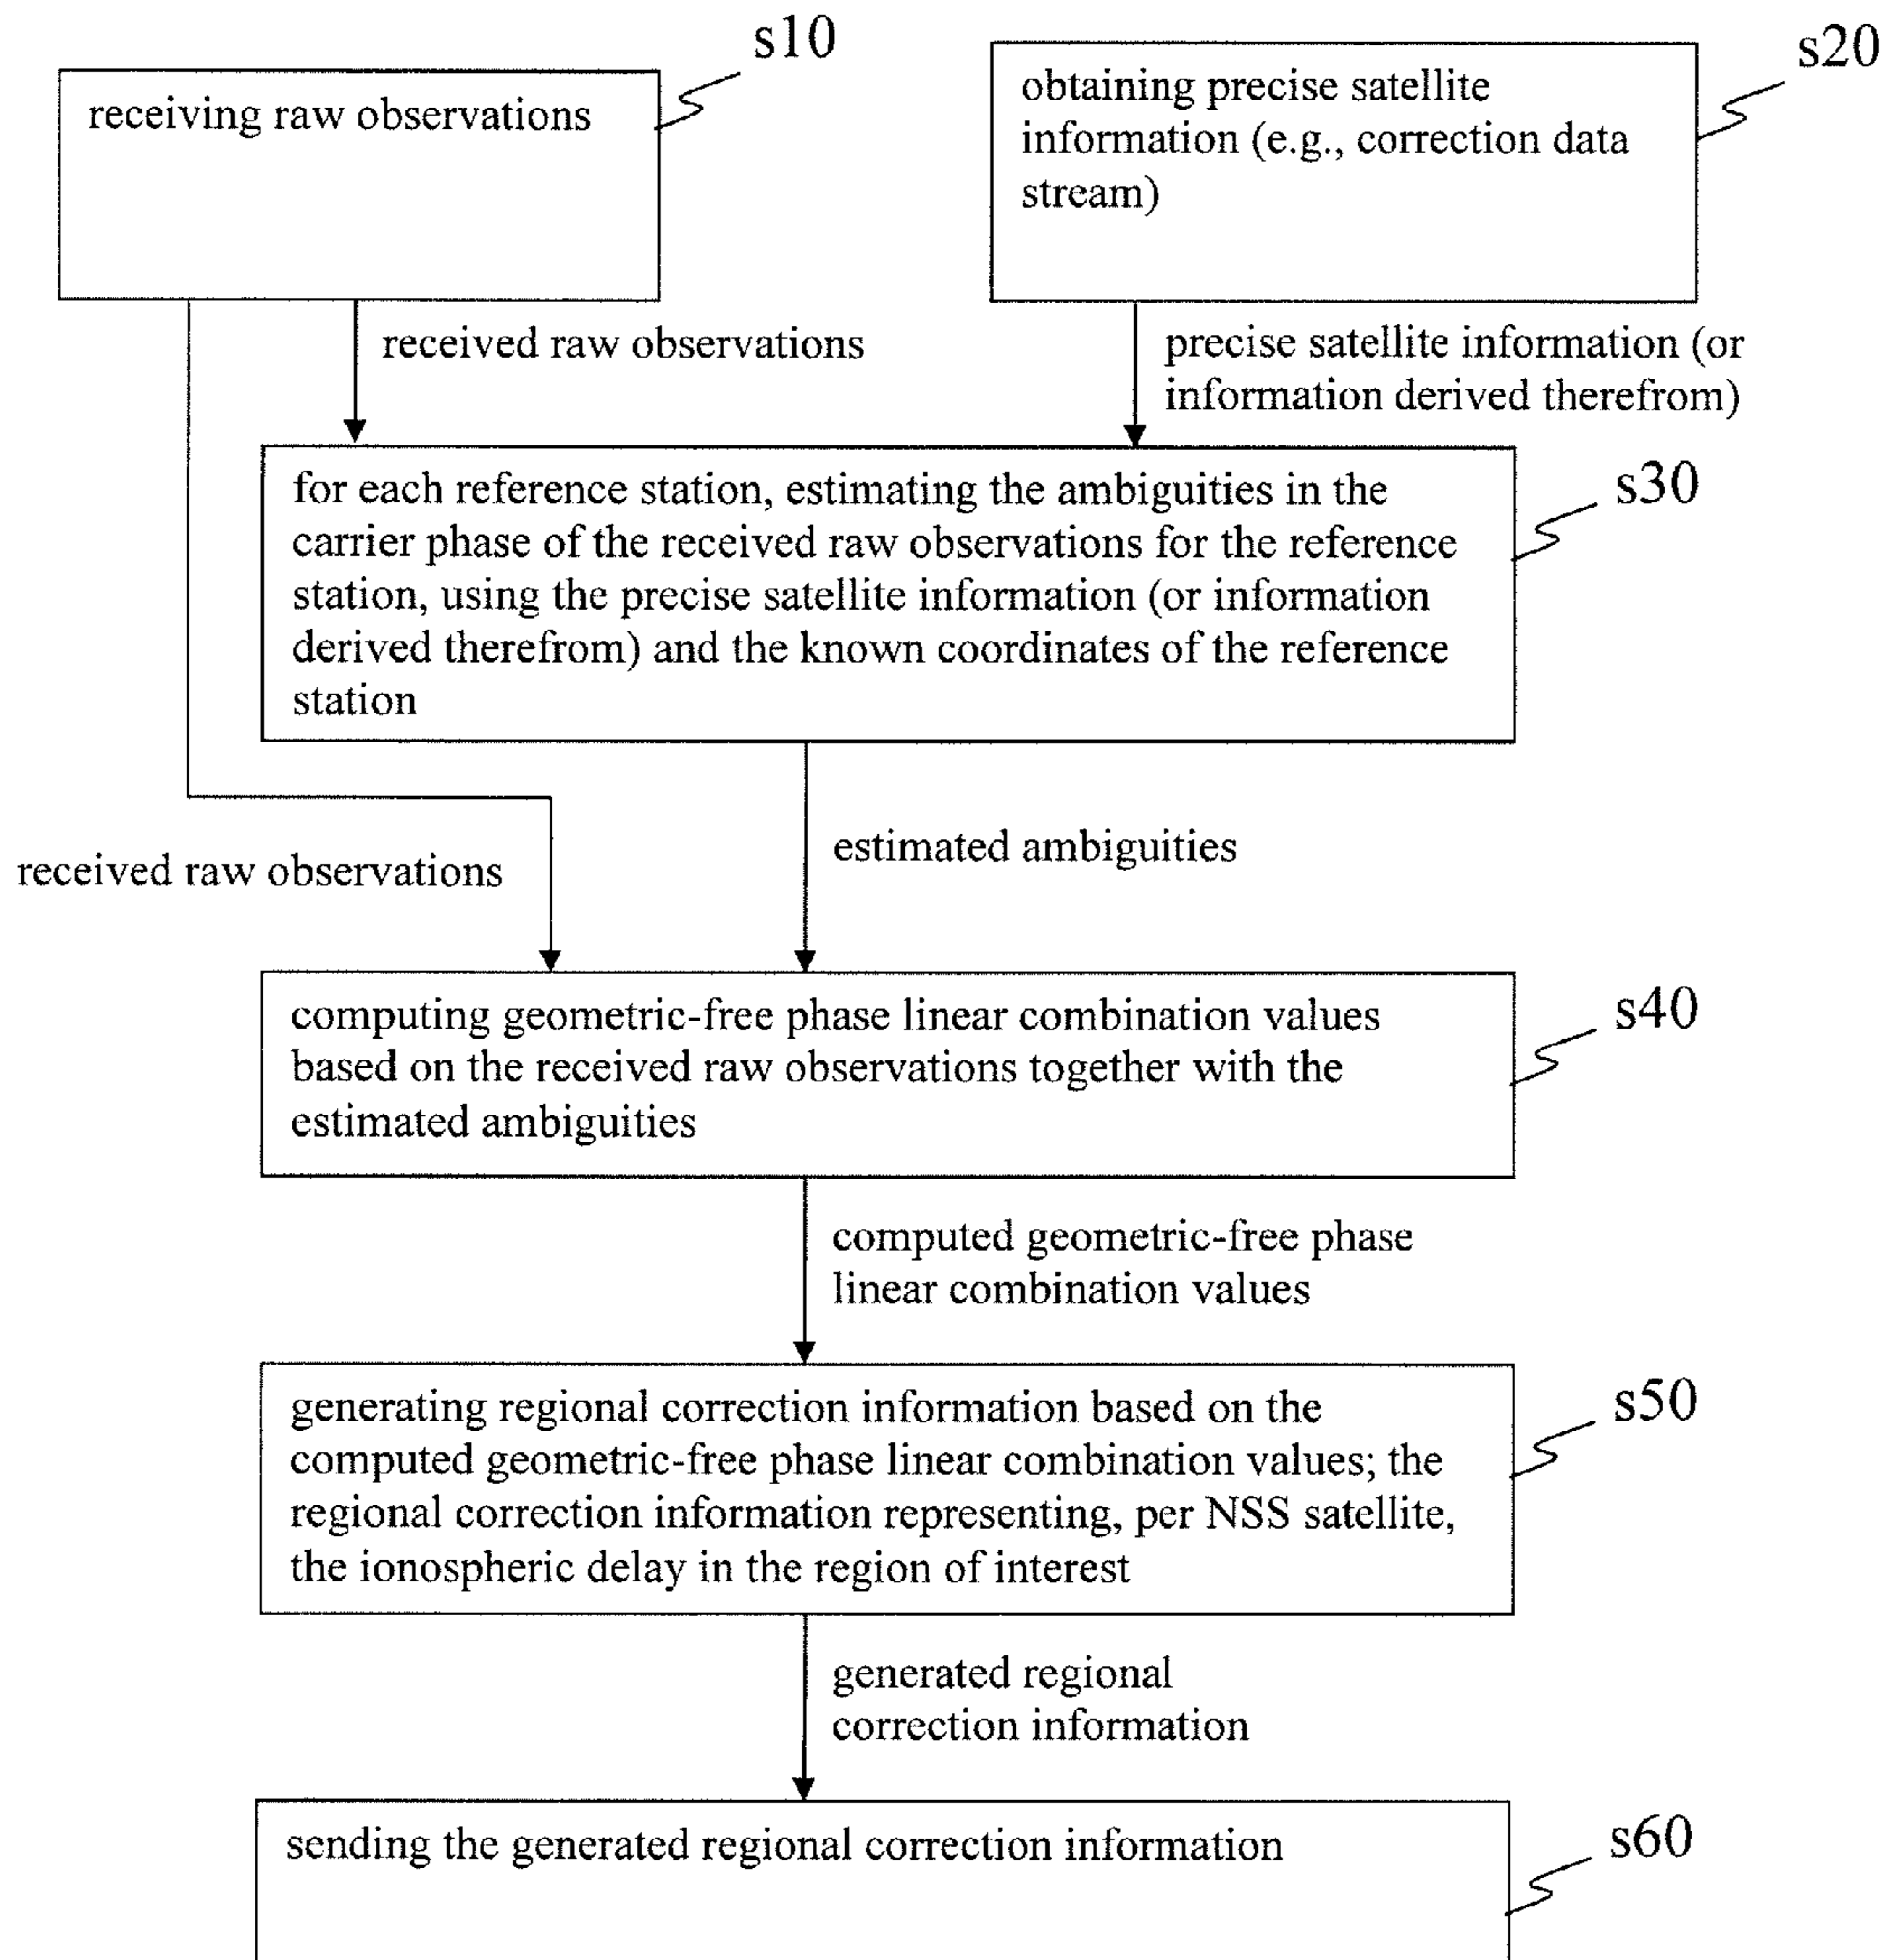 s10
receiving raw observations
s20
obtaining precise satellite
information (e.g., correction data
stream)
received raw observations
precise satellite information (or
information derived therefrom)
s30
for each reference station, estimating the ambiguities in the
carrier phase of the received raw observations for the reference
station, using the precise satellite information (or information
derived therefrom) and the known coordinates of the reference
station
received raw observations
estimated ambiguities
s40
computing geometric-free phase linear combination values
based on the received raw observations together with the
estimated ambiguities
computed geometric-free phase
linear combination values
s50
generating regional correction information based on the
computed geometric-free phase linear combination values; the
regional correction information representing, per NSS satellite,
the ionospheric delay in the region of interest
generated regional
correction information
s60
sending the generated regional correction information